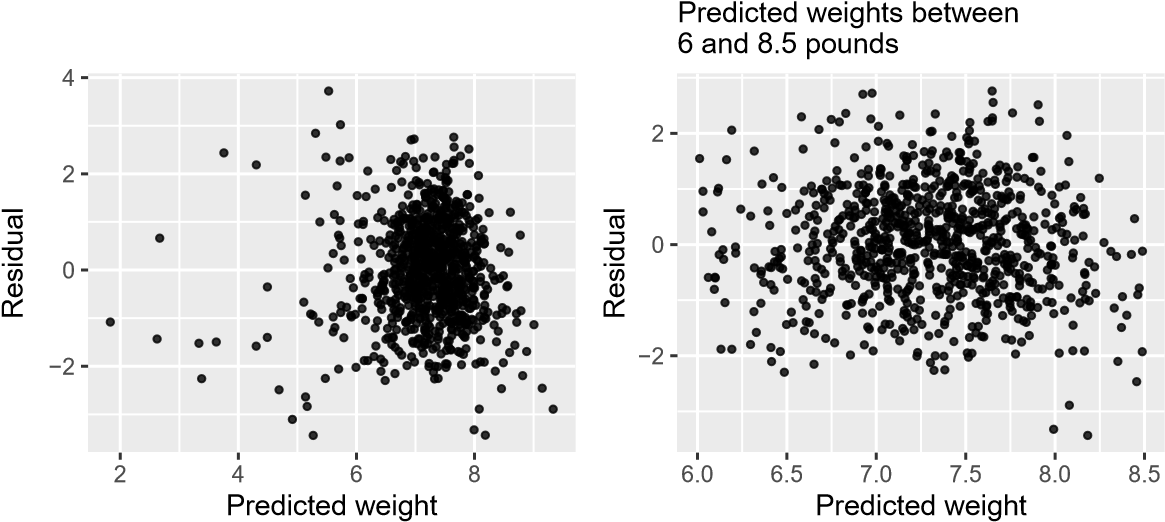 Residual
4
2
0
−2
2
4
6
8
Predicted weight
Predicted weights between
6 and 8.5 pounds
Residual
2
0
−2
6.0
6.5
7.0
7.5
8.0
8.5
Predicted weight